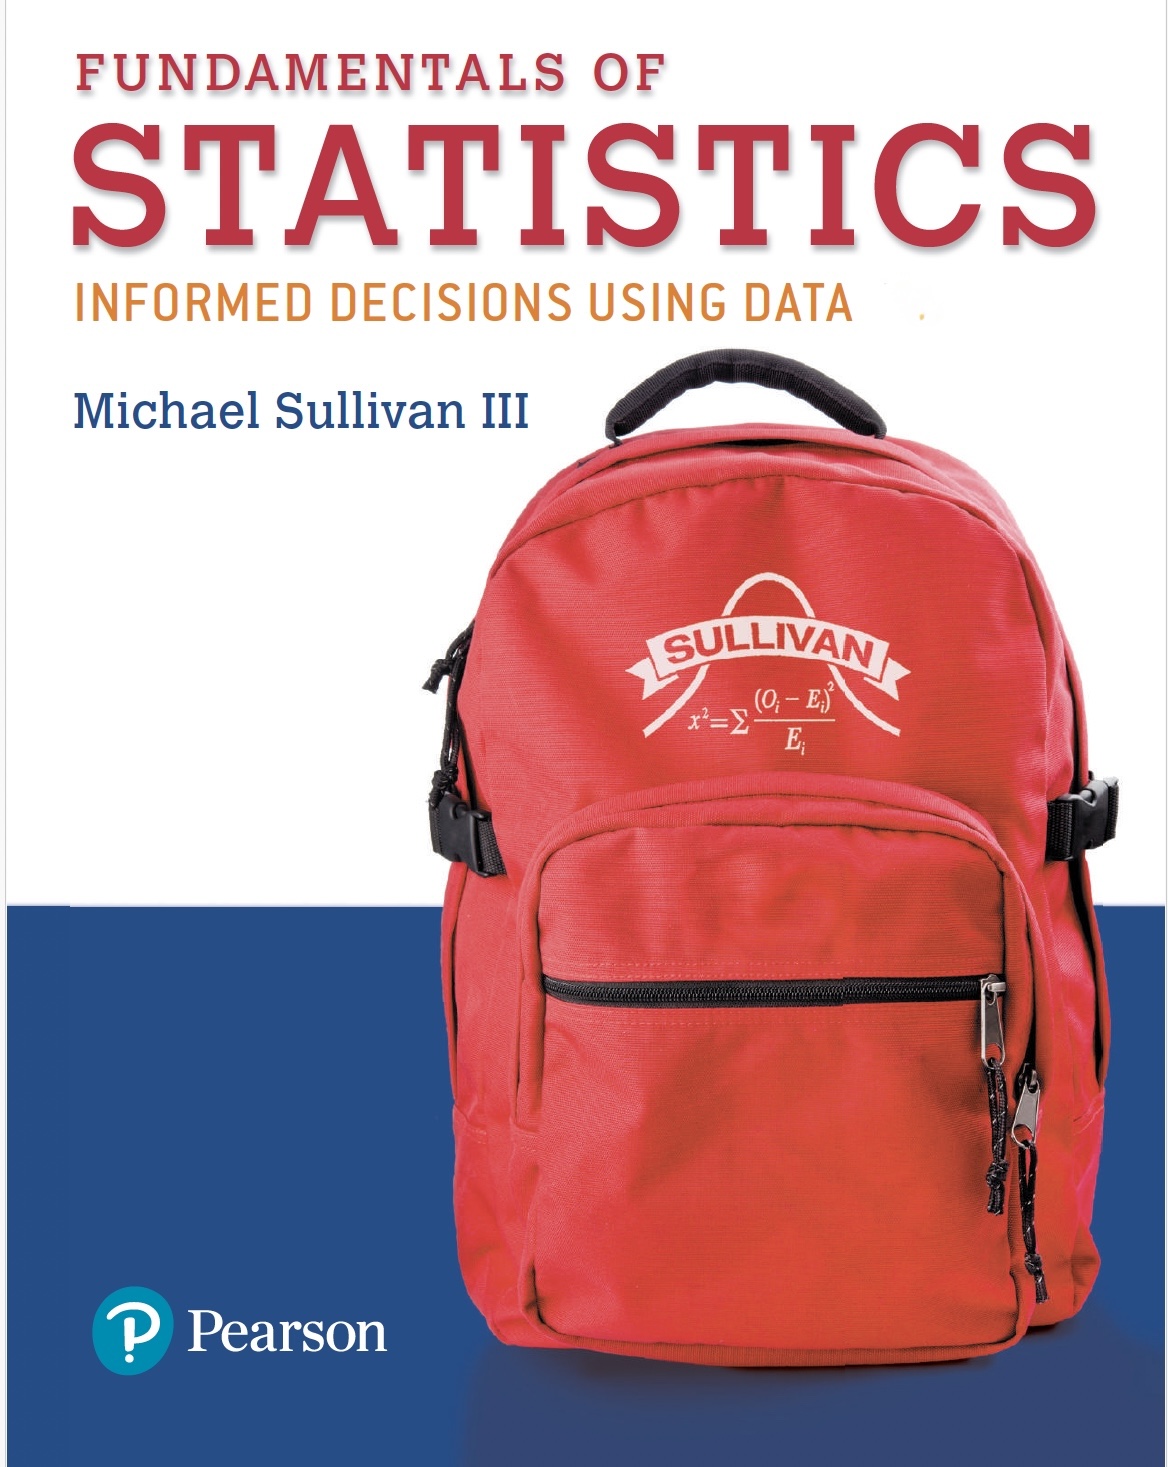 FUNDAMENTALS OF
STATISTICS
INFORMED DECISIONS USING DATA
Michael Sullivan III
SULLIVAN
x²=Σ (Oᵢ − Eᵢ)² / Eᵢ
Pearson